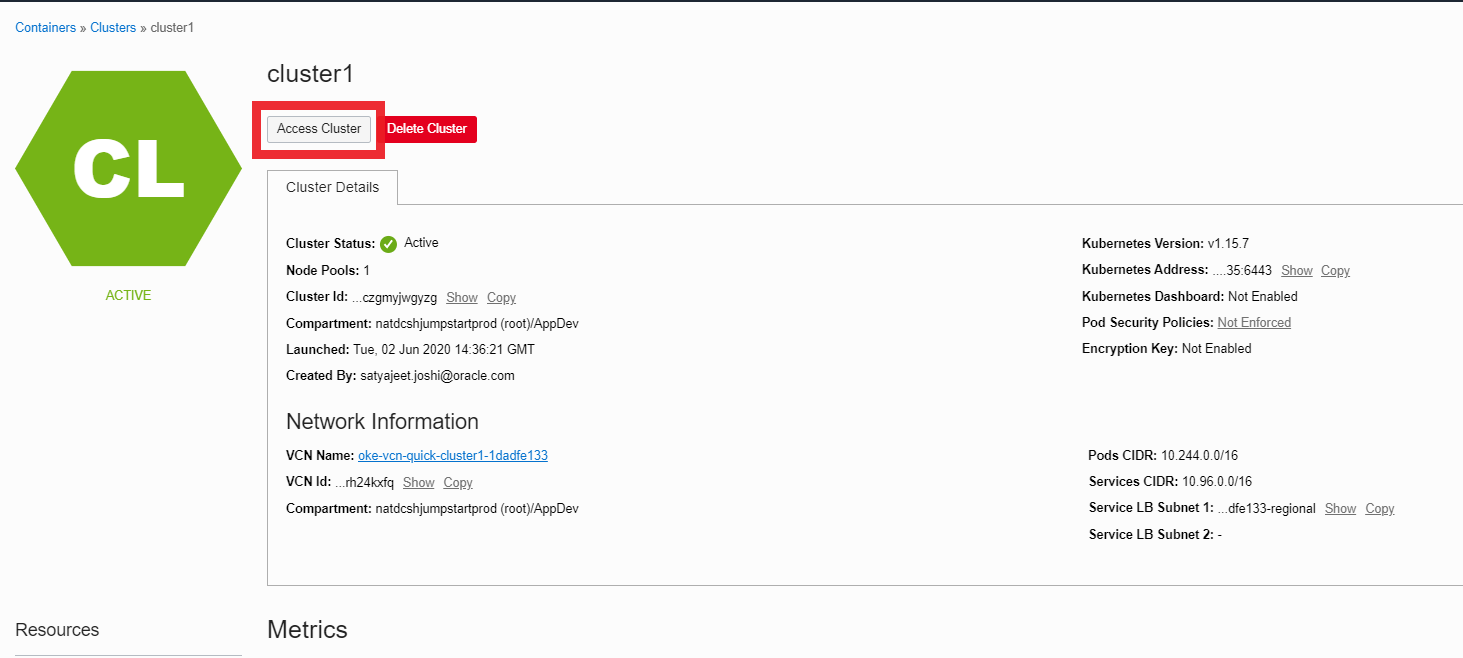 Containers » Clusters » cluster1
CL
ACTIVE
cluster1
Access Cluster Delete Cluster
Cluster Details
Cluster Status: Active
Node Pools: 1
Cluster Id: ...czgmyjwgyzg Show Copy
Compartment: natdcshjumpstartprod (root)/AppDev
Launched: Tue, 02 Jun 2020 14:36:21 GMT
Created By: satyajeet.joshi@oracle.com
Kubernetes Version: v1.15.7
Kubernetes Address: ....35:6443 Show Copy
Kubernetes Dashboard: Not Enabled
Pod Security Policies: Not Enforced
Encryption Key: Not Enabled
Network Information
VCN Name: oke-vcn-quick-cluster1-1dadfe133
VCN Id: ...rh24kxfq Show Copy
Compartment: natdcshjumpstartprod (root)/AppDev
Pods CIDR: 10.244.0.0/16
Services CIDR: 10.96.0.0/16
Service LB Subnet 1: ...dfe133-regional Show Copy
Service LB Subnet 2: -
Resources
Metrics